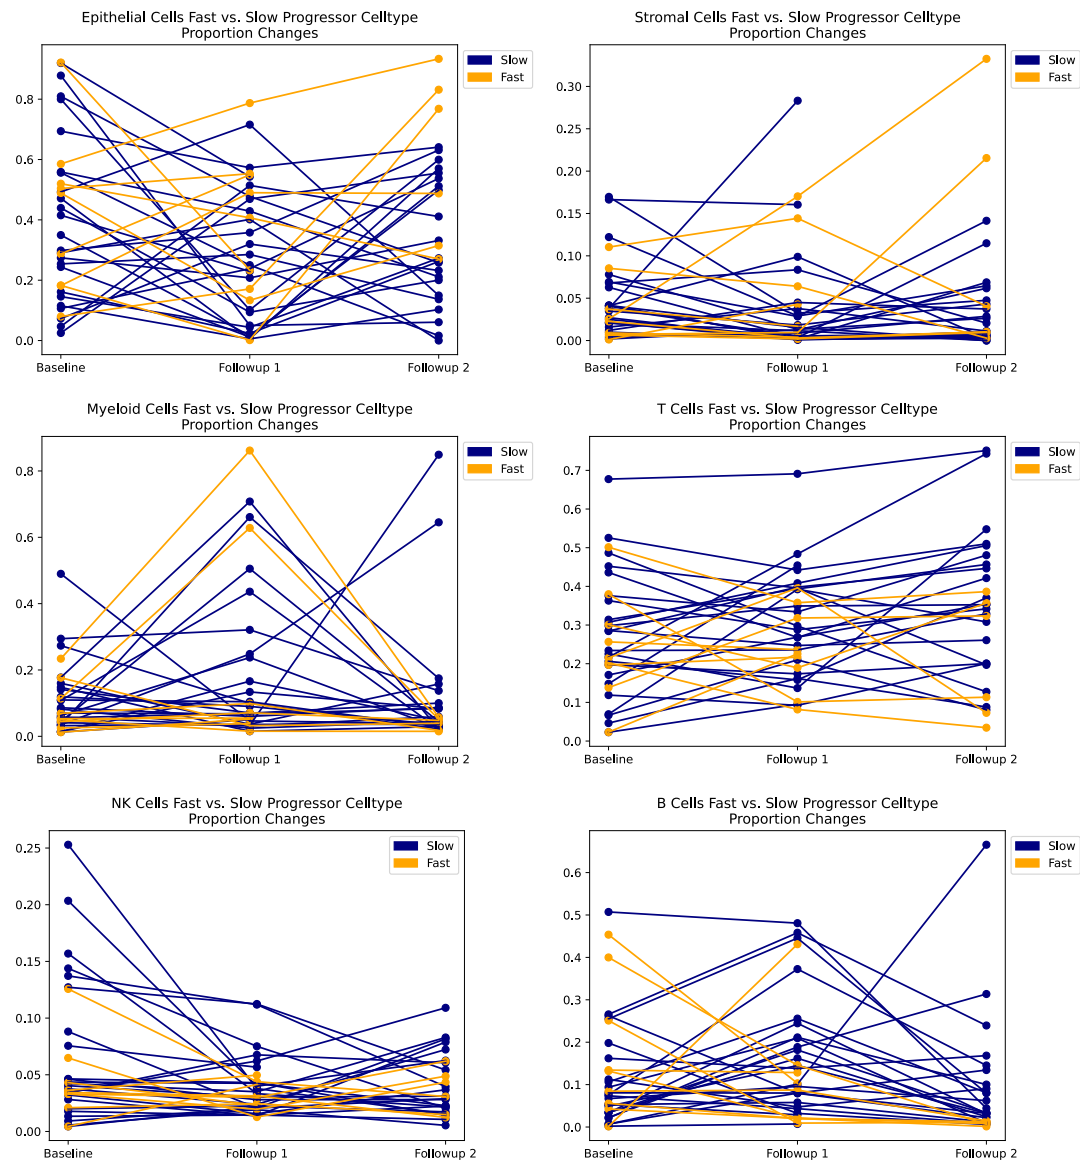 Epithelial Cells Fast vs. Slow Progressor Celltype
Proportion Changes
Slow
Fast
0.8
0.6
0.4
0.2
0.0
Baseline
Followup 1
Followup 2
Stromal Cells Fast vs. Slow Progressor Celltype
Proportion Changes
Slow
Fast
0.30
0.25
0.20
0.15
0.10
0.05
0.00
Baseline
Followup 1
Followup 2
Myeloid Cells Fast vs. Slow Progressor Celltype
Proportion Changes
Slow
Fast
0.8
0.6
0.4
0.2
0.0
Baseline
Followup 1
Followup 2
T Cells Fast vs. Slow Progressor Celltype
Proportion Changes
Slow
Fast
0.7
0.6
0.5
0.4
0.3
0.2
0.1
0.0
Baseline
Followup 1
Followup 2
NK Cells Fast vs. Slow Progressor Celltype
Proportion Changes
Slow
Fast
0.25
0.20
0.15
0.10
0.05
0.00
Baseline
Followup 1
Followup 2
B Cells Fast vs. Slow Progressor Celltype
Proportion Changes
Slow
Fast
0.6
0.5
0.4
0.3
0.2
0.1
0.0
Baseline
Followup 1
Followup 2